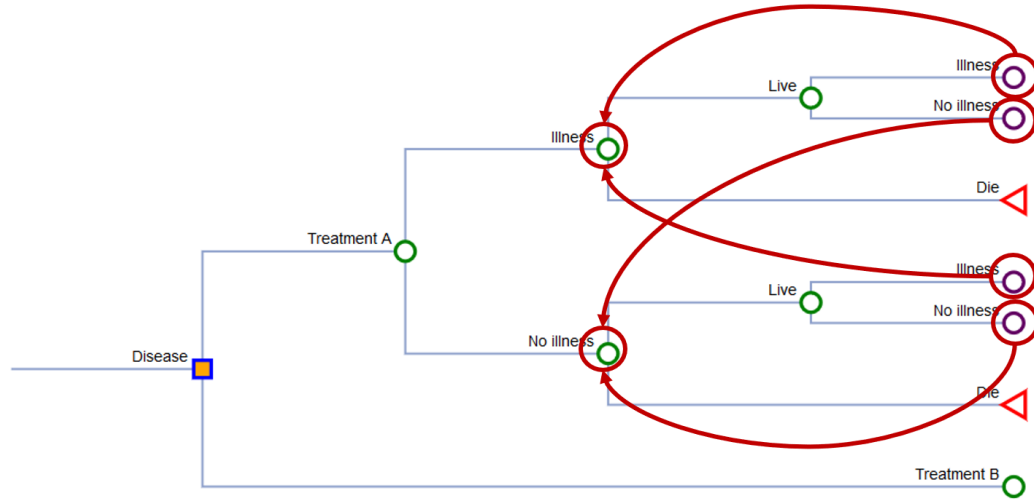 Illness
Live
No illness
Illness
Die
Treatment A
Illness
Live
No illness
No illness
Disease
Die
Treatment B